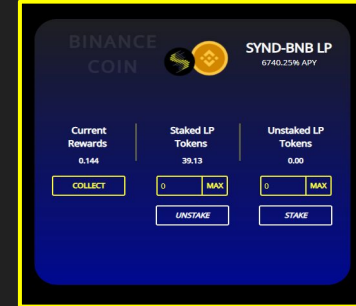 BINANCE
COIN
SYND-BNB LP
6740.25% APY
Current
Rewards
0.144
COLLECT
Staked LP
Tokens
39.13
0 MAX
UNSTAKE
Unstaked LP
Tokens
0.00
0 MAX
STAKE